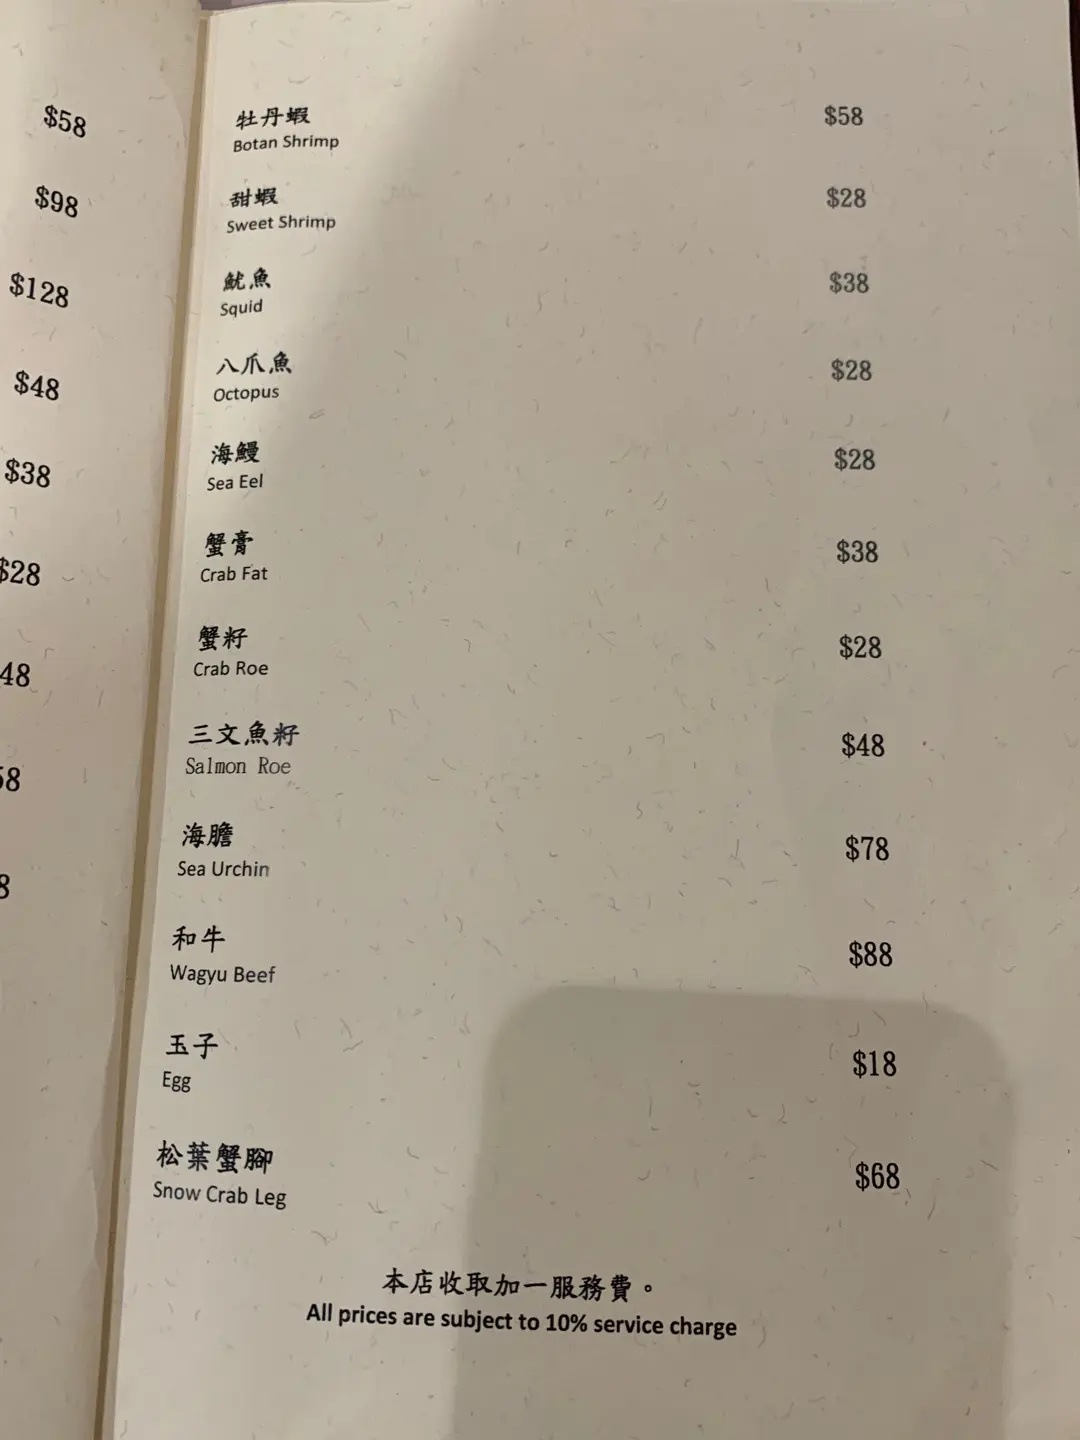 $58
$98
$128
$48
$38
$28
48
58
8
牡丹蝦 $58
Botan Shrimp
甜蝦 $28
Sweet Shrimp
魷魚 $38
Squid
八爪魚 $28
Octopus
海鰻 $28
Sea Eel
蟹膏 $38
Crab Fat
蟹籽 $28
Crab Roe
三文魚籽 $48
Salmon Roe
海膽 $78
Sea Urchin
和牛 $88
Wagyu Beef
玉子 $18
Egg
松葉蟹腳 $68
Snow Crab Leg
本店收取加一服務費。
All prices are subject to 10% service charge